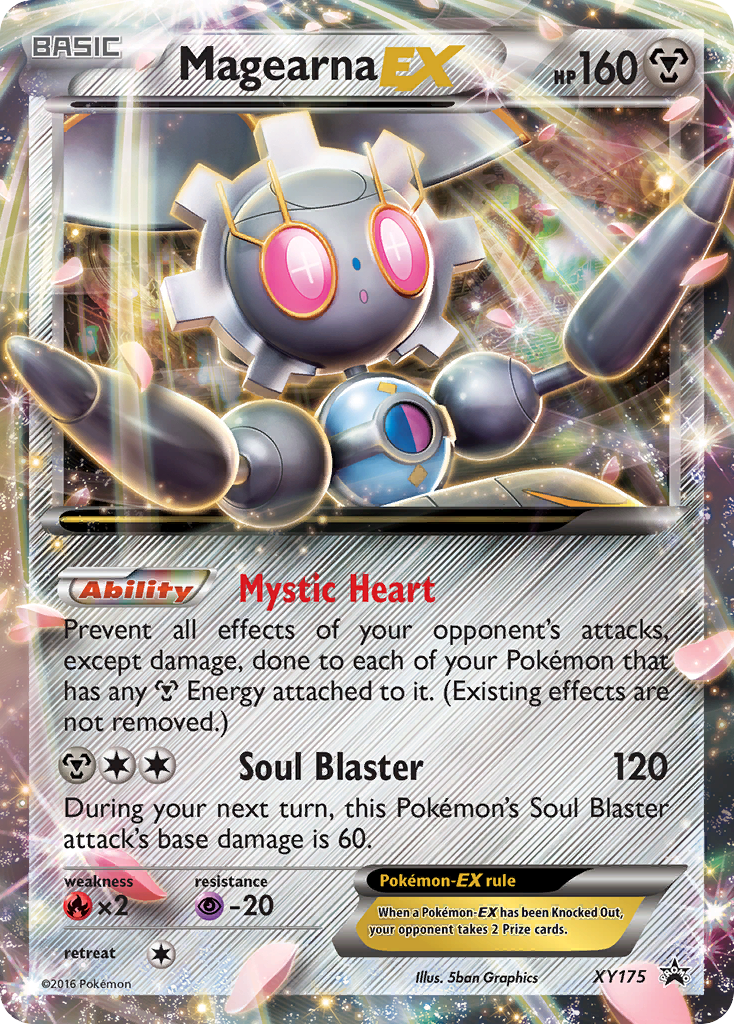 BASIC
MagearnaEX
HP160
Ability Mystic Heart
Prevent all effects of your opponent's attacks,
except damage, done to each of your Pokémon that
has any Energy attached to it. (Existing effects are
not removed.)
Soul Blaster 120
During your next turn, this Pokémon's Soul Blaster
attack's base damage is 60.
weakness resistance
×2 -20
retreat
Pokémon-EX rule
When a Pokémon-EX has been Knocked Out,
your opponent takes 2 Prize cards.
©2016 Pokémon
Illus. 5ban Graphics
XY175
PROMO